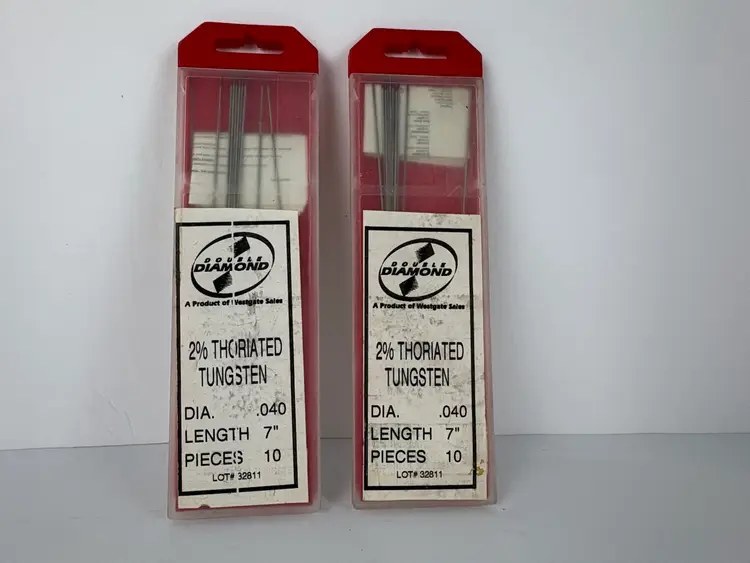 DOUBLE
DIAMOND
A Product of Westgate Sales
2% THORIATED
TUNGSTEN
DIA. .040
LENGTH 7"
PIECES 10
LOT# 32811
DOUBLE
DIAMOND
A Product of Westgate Sales
2% THORIATED
TUNGSTEN
DIA. .040
LENGTH 7"
PIECES 10
LOT# 32811